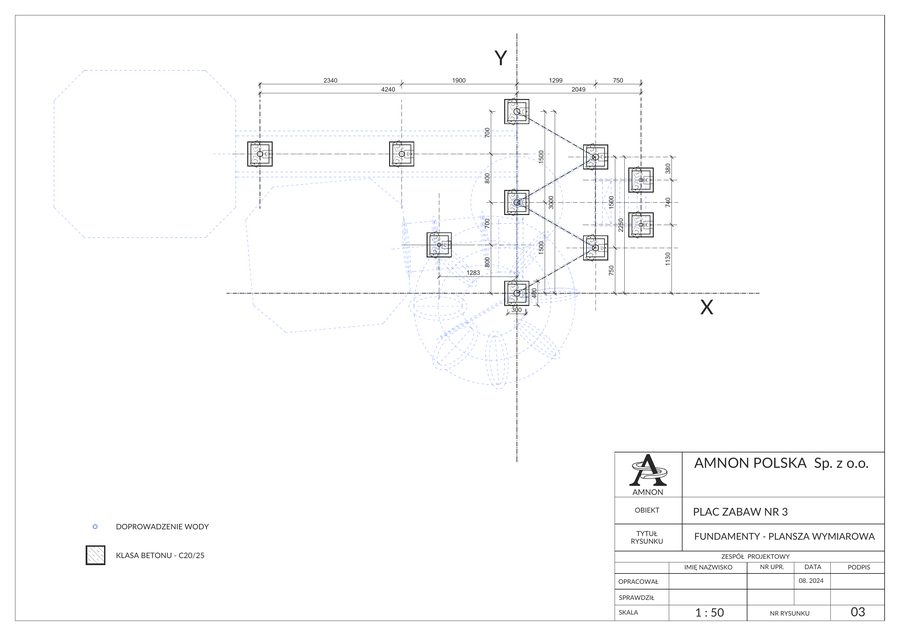 Y
2340 1900 1299 750
4240 2049
700
1500
380
800
3000
1500
740
2250
700
1500
800
1283
750
1130
480
300
X
AMNON
AMNON POLSKA Sp. z o.o.
OBIEKT
PLAC ZABAW NR 3
TYTUŁ
RYSUNKU
FUNDAMENTY - PLANSZA WYMIAROWA
ZESPÓŁ PROJEKTOWY
IMIĘ NAZWISKO NR UPR. DATA PODPIS
OPRACOWAŁ 08. 2024
SPRAWDZIŁ
SKALA 1 : 50 NR RYSUNKU 03
DOPROWADZENIE WODY
KLASA BETONU - C20/25